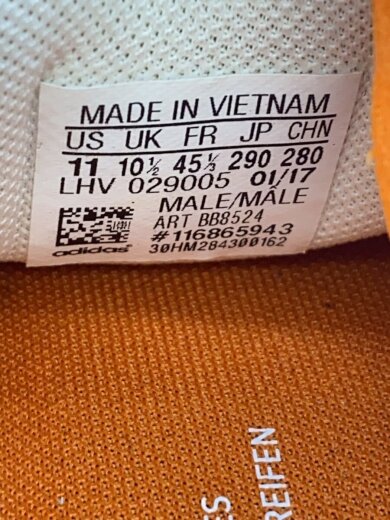 MADE IN VIETNAM
US UK FR JP CHN
11 10½ 45⅓ 290 280
LHV 029005 01/17
MALE/MÂLE
ART BB8524
#116865943
adidas 30HM284300162
ES
REIFEN